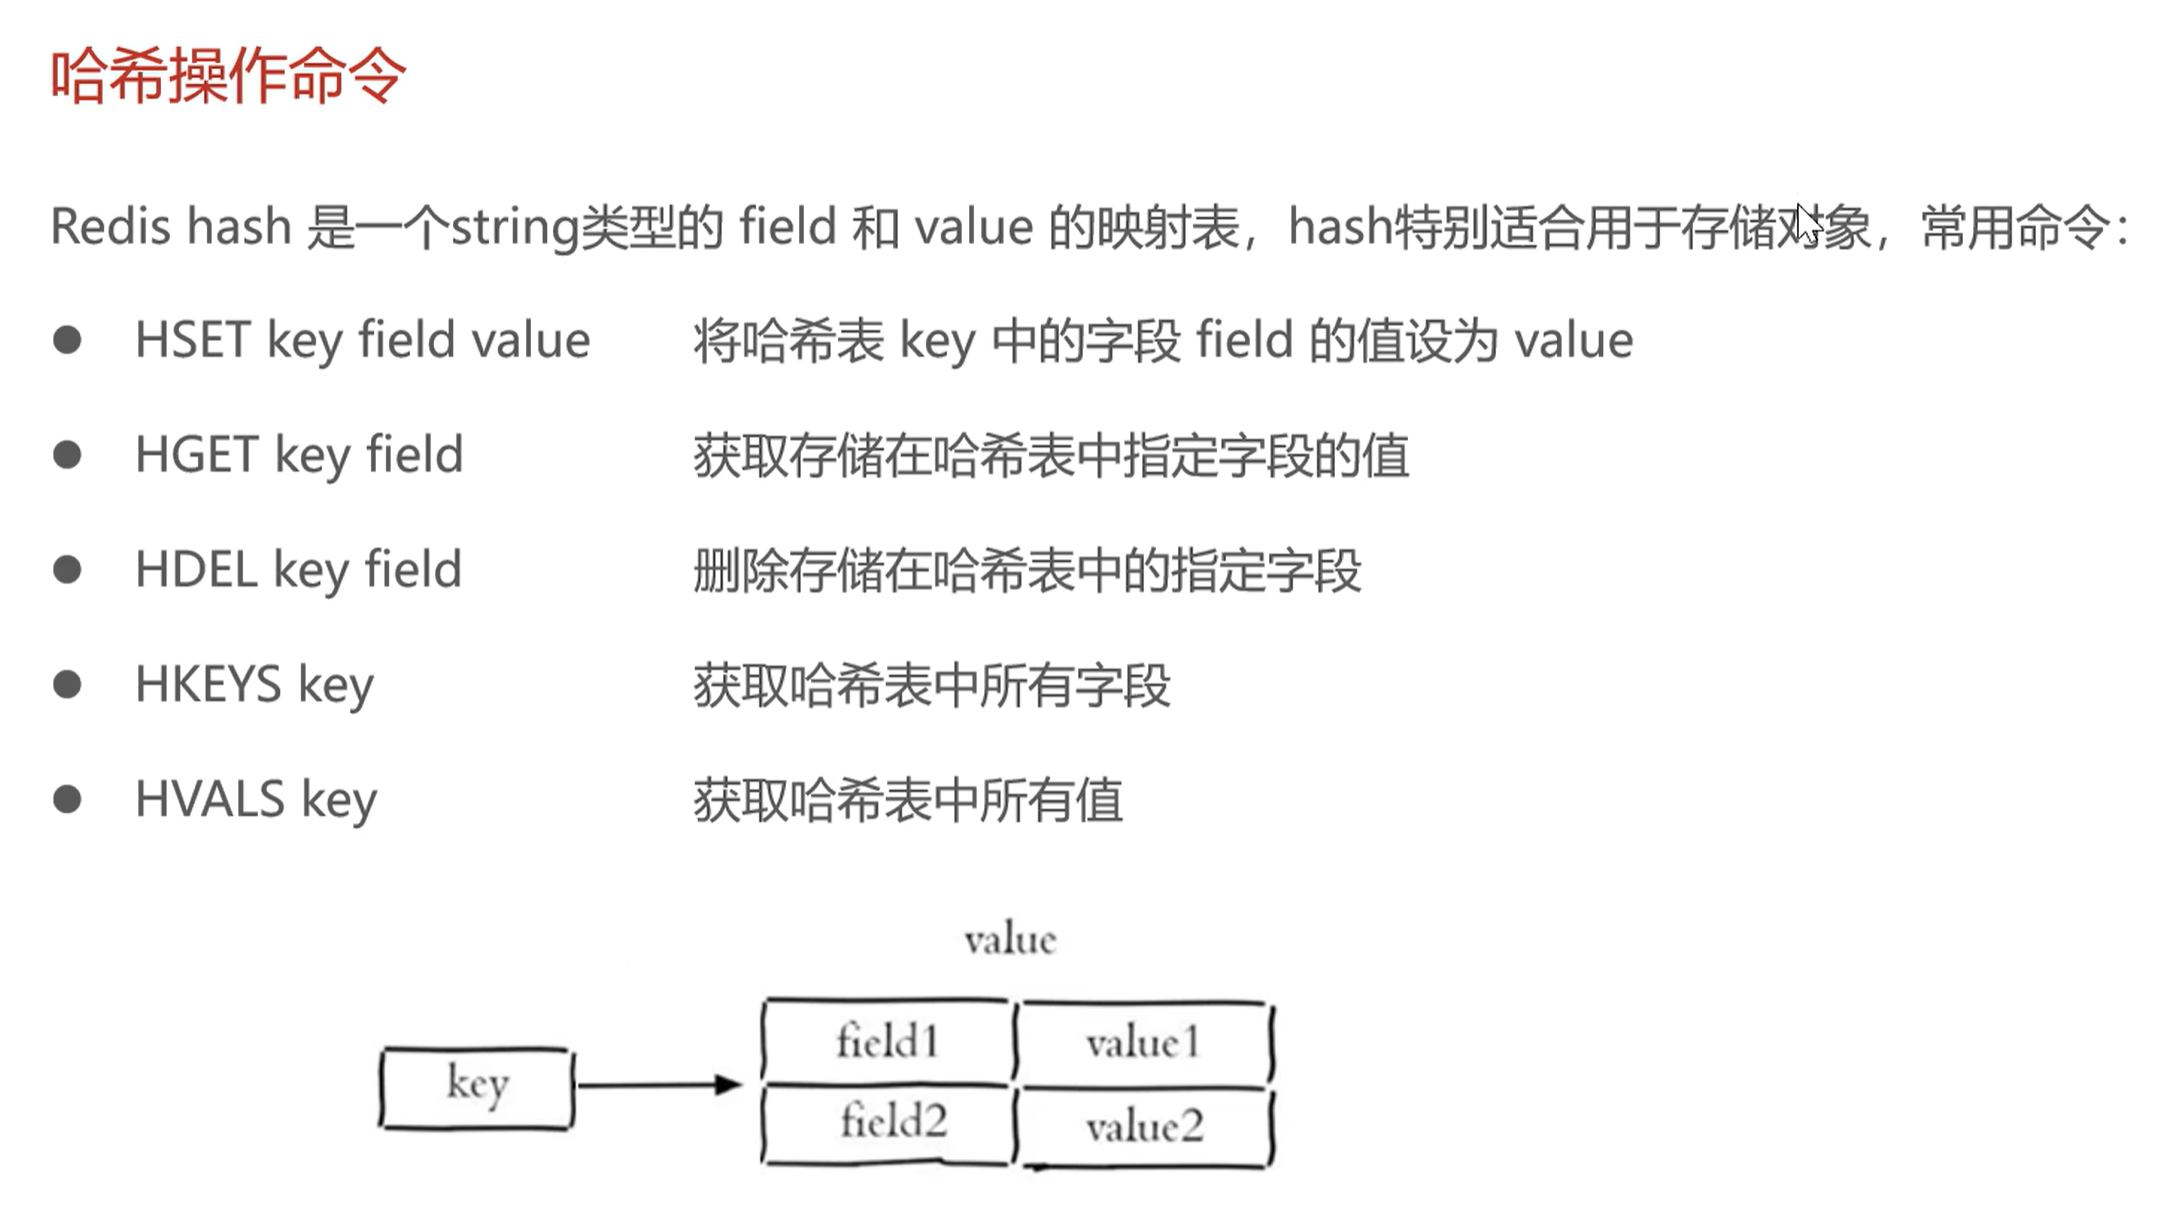 哈希操作命令
Redis hash 是一个string类型的 field 和 value 的映射表，hash特别适合用于存储对象，常用命令：
● HSET key field value 将哈希表 key 中的字段 field 的值设为 value
● HGET key field 获取存储在哈希表中指定字段的值
● HDEL key field 删除存储在哈希表中的指定字段
● HKEYS key 获取哈希表中所有字段
● HVALS key 获取哈希表中所有值
value
field1 value1
key
field2 value2